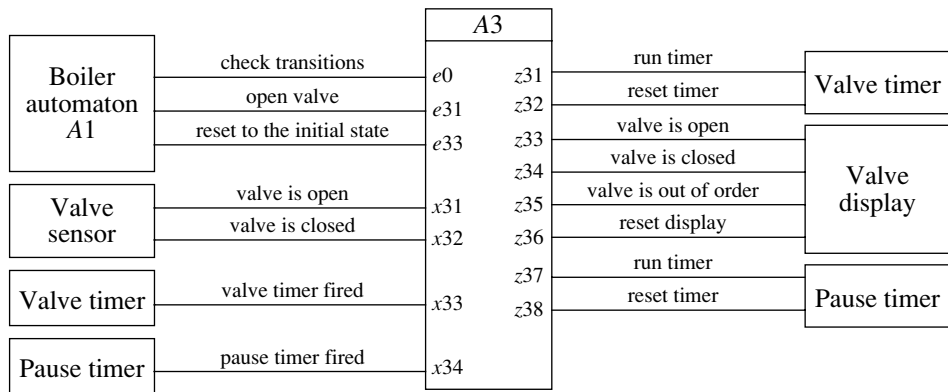 A3
Boiler
automaton
A1
check transitions
e0
open valve
e31
reset to the initial state
e33
Valve
sensor
valve is open
x31
valve is closed
x32
Valve timer
valve timer fired
x33
Pause timer
pause timer fired
x34
z31
run timer
z32
reset timer
Valve timer
z33
valve is open
z34
valve is closed
z35
valve is out of order
z36
reset display
Valve
display
z37
run timer
z38
reset timer
Pause timer